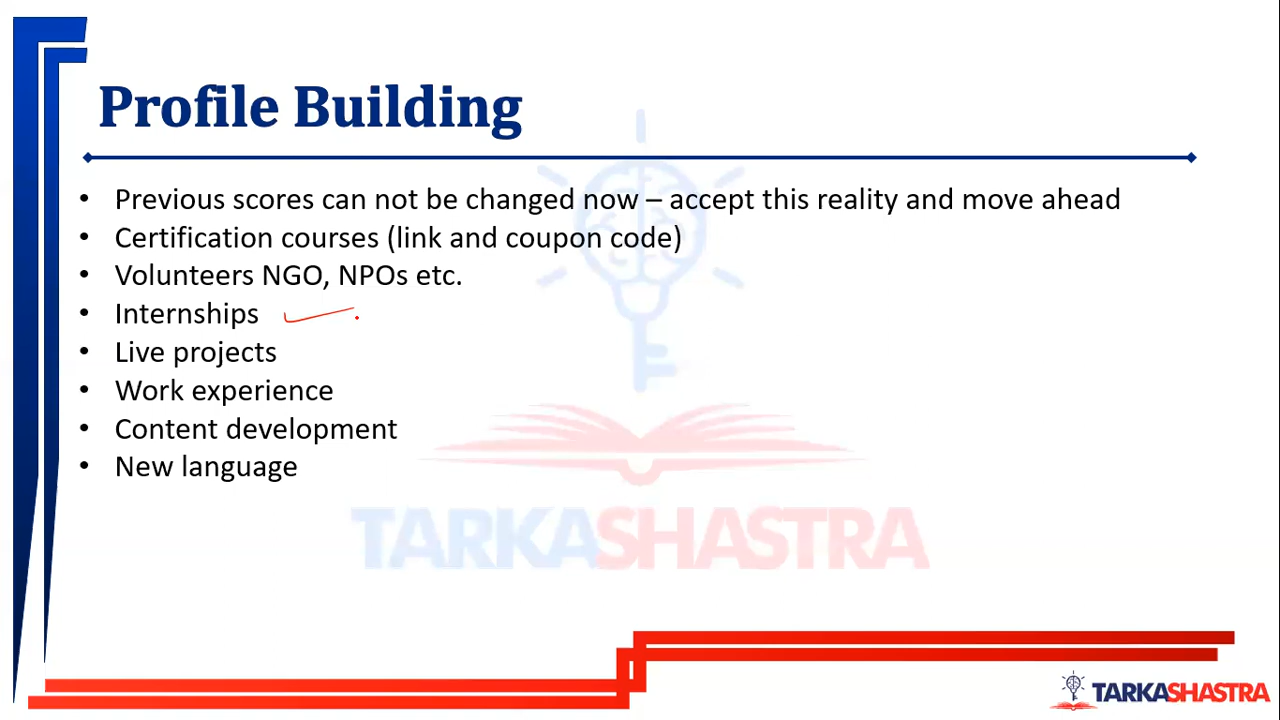 Profile Building
• Previous scores can not be changed now – accept this reality and move ahead
• Certification courses (link and coupon code)
• Volunteers NGO, NPOs etc.
• Internships
• Live projects
• Work experience
• Content development
• New language
TARKASHASTRA
TARKASHASTRA